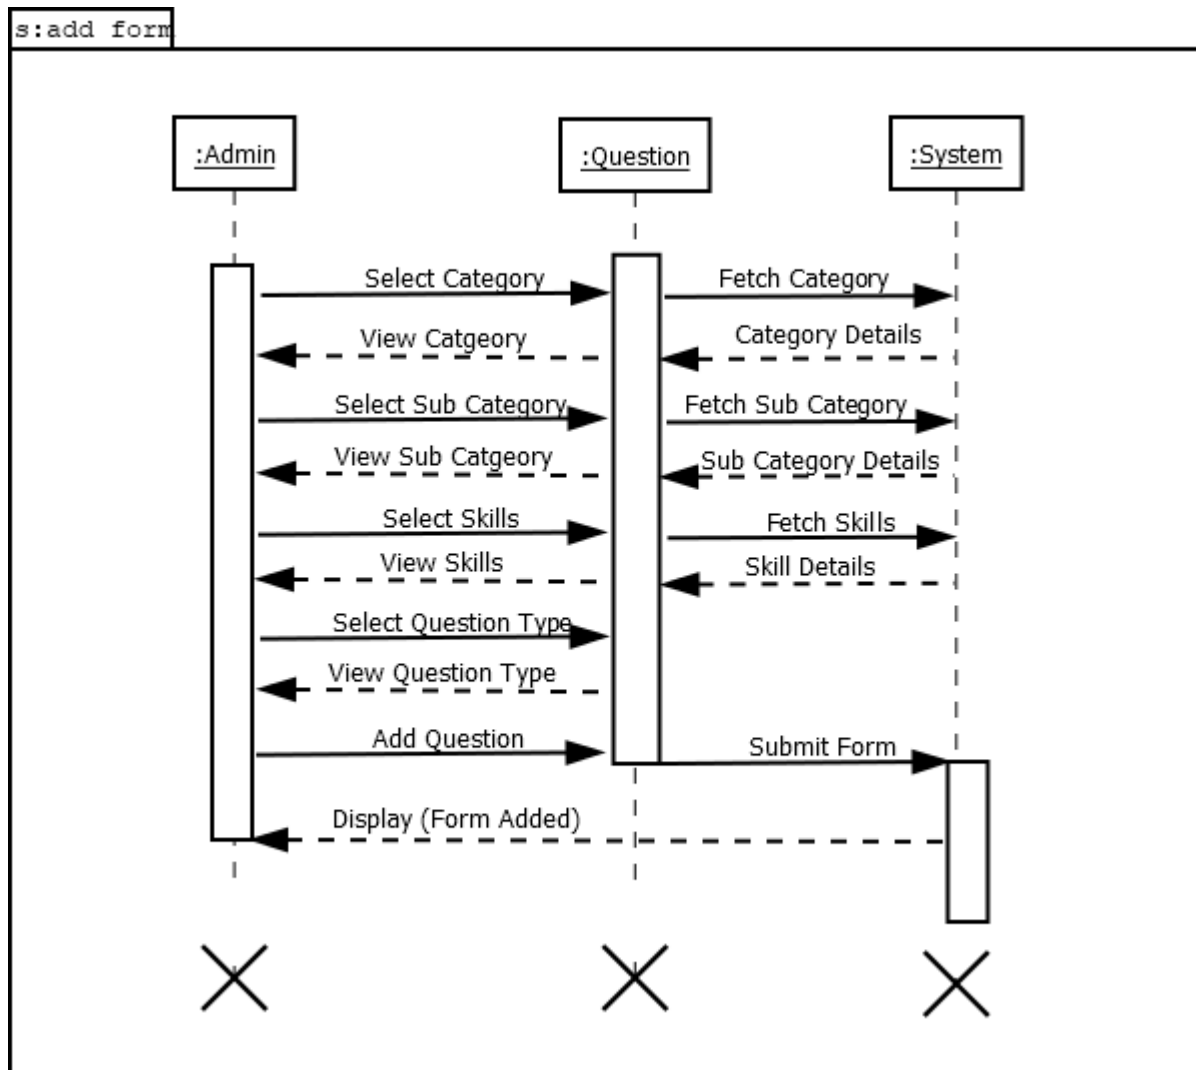 s:add form
:Admin
:Question
:System
Select Category
Fetch Category
View Catgeory
Category Details
Select Sub Category
Fetch Sub Category
View Sub Catgeory
Sub Category Details
Select Skills
Fetch Skills
View Skills
Skill Details
Select Question Type
View Question Type
Add Question
Submit Form
Display (Form Added)